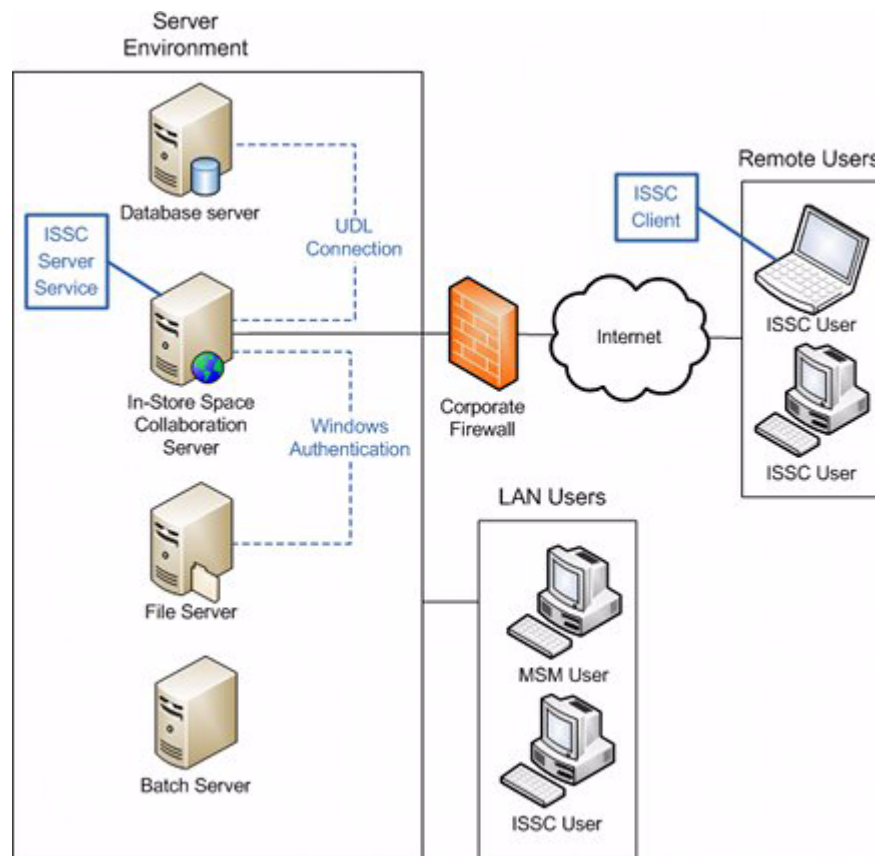 Server
Environment
Database server
UDL
Connection
ISSC
Server
Service
In-Store Space
Collaboration
Server
Windows
Authentication
File Server
Batch Server
Corporate
Firewall
Internet
Remote Users
ISSC
Client
ISSC User
ISSC User
LAN Users
MSM User
ISSC User